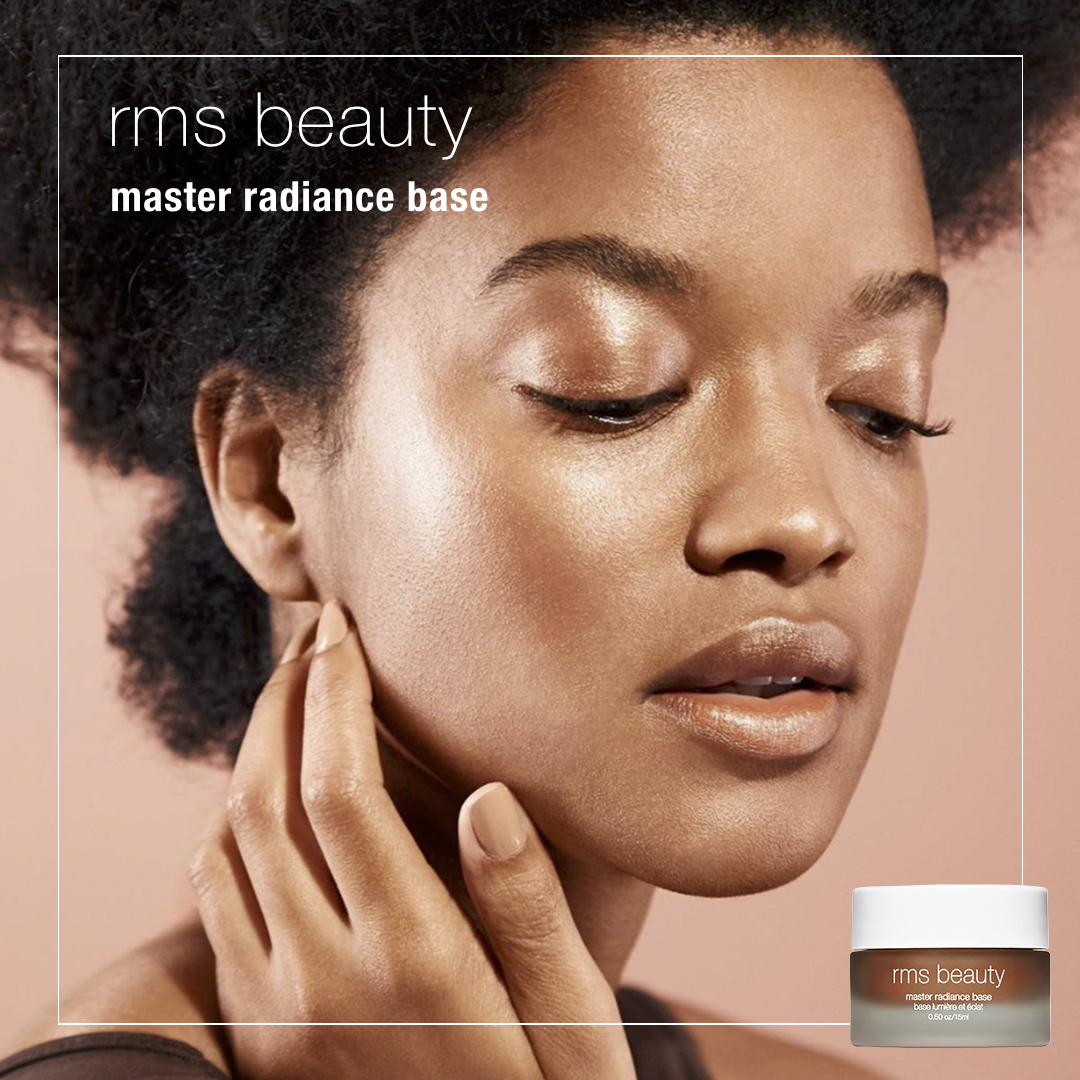 rms beauty
master radiance base
rms beauty
master radiance base
base lumière et éclat
0.50 oz/15ml